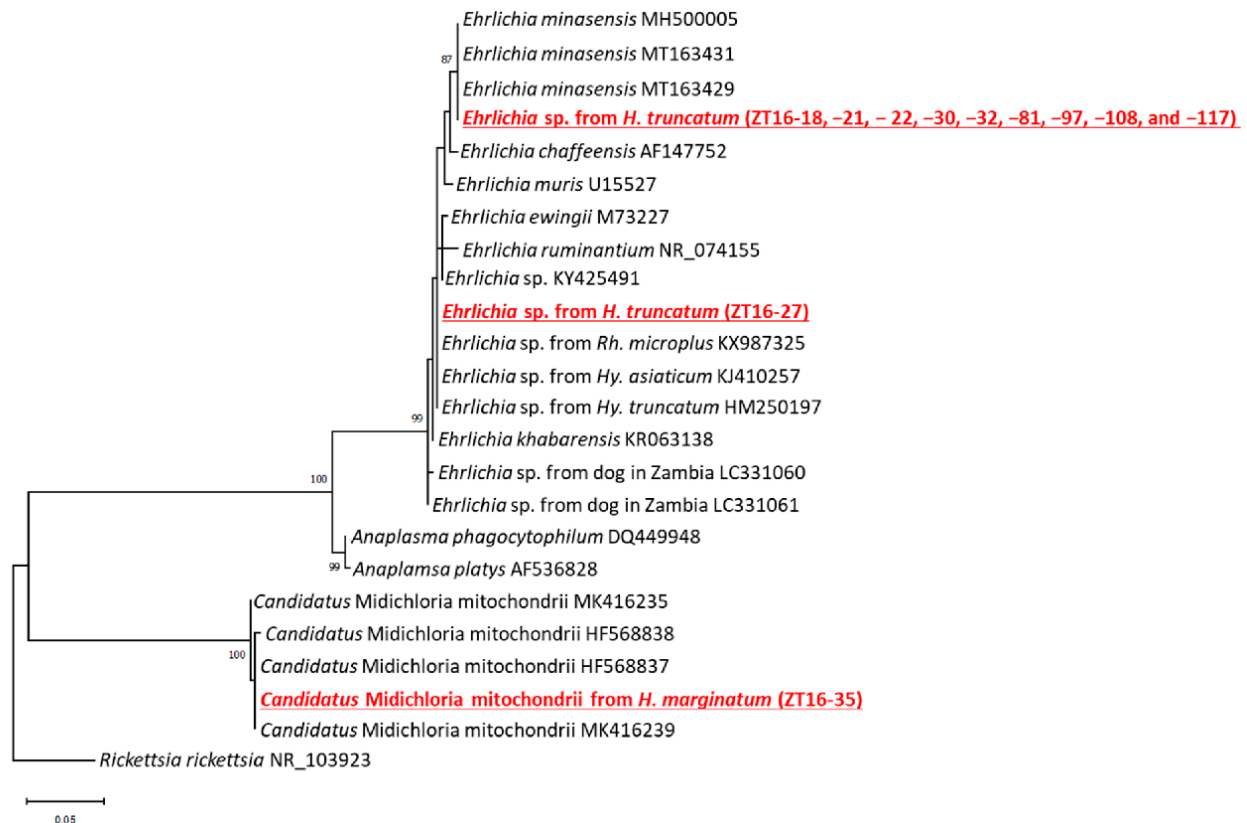 Ehrlichia minasensis MH500005
87
Ehrlichia minasensis MT163431
Ehrlichia minasensis MT163429
Ehrlichia sp. from H. truncatum (ZT16-18, −21, − 22, −30, −32, −81, −97, −108, and −117)
Ehrlichia chaffeensis AF147752
Ehrlichia muris U15527
Ehrlichia ewingii M73227
Ehrlichia ruminantium NR_074155
Ehrlichia sp. KY425491
Ehrlichia sp. from H. truncatum (ZT16-27)
Ehrlichia sp. from Rh. microplus KX987325
Ehrlichia sp. from Hy. asiaticum KJ410257
Ehrlichia sp. from Hy. truncatum HM250197
99
Ehrlichia khabarensis KR063138
Ehrlichia sp. from dog in Zambia LC331060
100
Ehrlichia sp. from dog in Zambia LC331061
Anaplasma phagocytophilum DQ449948
99
Anaplamsa platys AF536828
Candidatus Midichloria mitochondrii MK416235
Candidatus Midichloria mitochondrii HF568838
100
Candidatus Midichloria mitochondrii HF568837
Candidatus Midichloria mitochondrii from H. marginatum (ZT16-35)
Candidatus Midichloria mitochondrii MK416239
Rickettsia rickettsia NR_103923
0.05